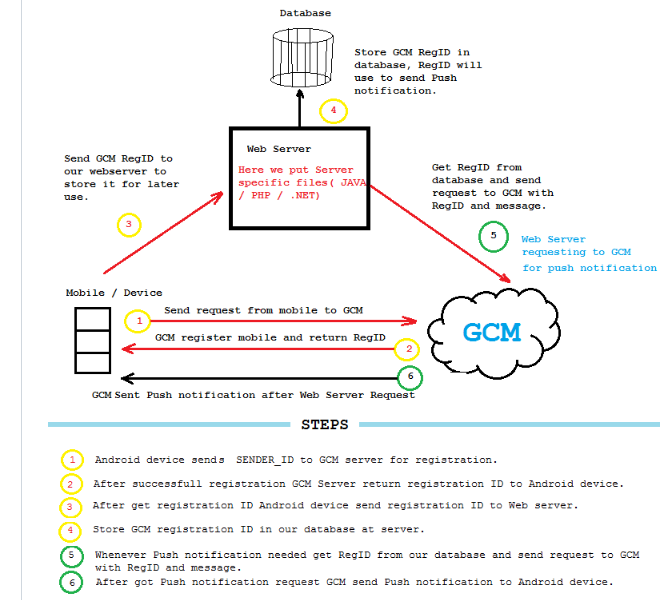 Database
Store GCM RegID in
database, RegID will
use to send Push
notification.
4
Web Server
Here we put Server
specific files( JAVA
/ PHP / .NET)
Send GCM RegID to
our webserver to
store it for later
use.
3
Get RegID from
database and send
request to GCM with
RegID and message.
5
Web Server
requesting to GCM
for push notification
Mobile / Device
Send request from mobile to GCM
1
GCM register mobile and return RegID
2
GCM
6
GCM Sent Push notification after Web Server Request
STEPS
1 Android device sends SENDER_ID to GCM server for registration.
2 After successfull registration GCM Server return registration ID to Android device.
3 After get registration ID Android device send registration ID to Web server.
4 Store GCM registration ID in our database at server.
5 Whenever Push notification needed get RegID from our database and send request to GCM
with RegID and message.
6 After got Push notification request GCM send Push notification to Android device.